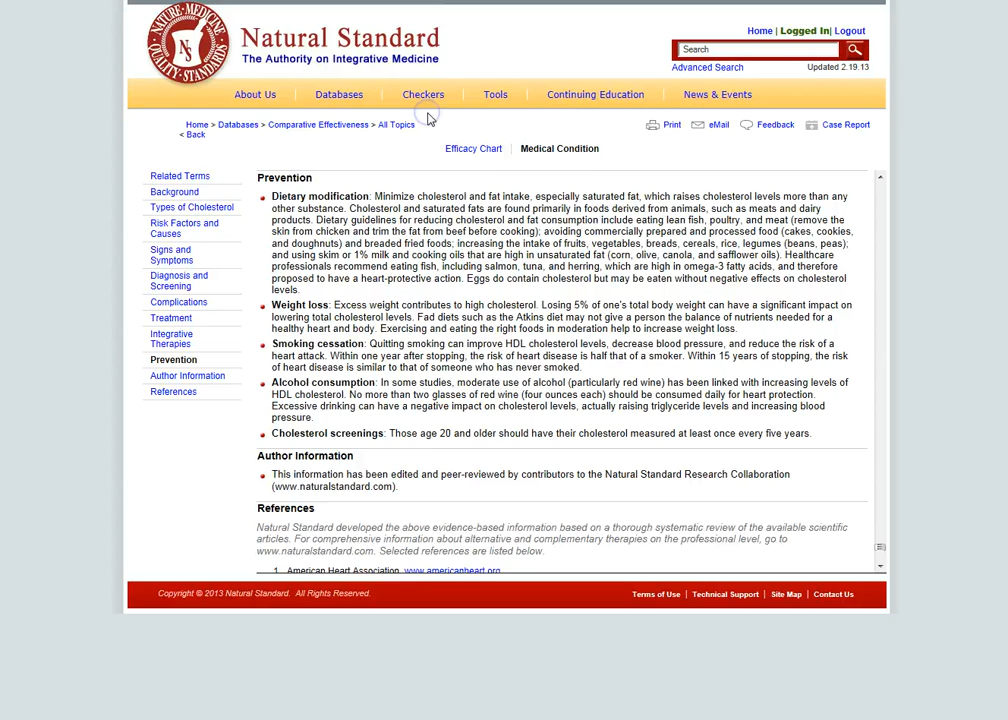 NATURE · MEDICINE
NS
QUALITY · STANDARDS
Natural Standard
The Authority on Integrative Medicine
Home | Logged In| Logout
Search
Advanced Search
Updated 2.19.13
About Us
Databases
Checkers
Tools
Continuing Education
News & Events
Home > Databases > Comparative Effectiveness > All Topics
< Back
Print
eMail
Feedback
Case Report
Efficacy Chart
Medical Condition
Related Terms
Background
Types of Cholesterol
Risk Factors and
Causes
Signs and
Symptoms
Diagnosis and
Screening
Complications
Treatment
Integrative
Therapies
Prevention
Author Information
References
Prevention
Dietary modification: Minimize cholesterol and fat intake, especially saturated fat, which raises cholesterol levels more than any
other substance. Cholesterol and saturated fats are found primarily in foods derived from animals, such as meats and dairy
products. Dietary guidelines for reducing cholesterol and fat consumption include eating lean fish, poultry, and meat (remove the
skin from chicken and trim the fat from beef before cooking); avoiding commercially prepared and processed food (cakes, cookies,
and doughnuts) and breaded fried foods; increasing the intake of fruits, vegetables, breads, cereals, rice, legumes (beans, peas);
and using skim or 1% milk and cooking oils that are high in unsaturated fat (corn, olive, canola, and safflower oils). Healthcare
professionals recommend eating fish, including salmon, tuna, and herring, which are high in omega-3 fatty acids, and therefore
proposed to have a heart-protective action. Eggs do contain cholesterol but may be eaten without negative effects on cholesterol
levels.
Weight loss: Excess weight contributes to high cholesterol. Losing 5% of one's total body weight can have a significant impact on
lowering total cholesterol levels. Fad diets such as the Atkins diet may not give a person the balance of nutrients needed for a
healthy heart and body. Exercising and eating the right foods in moderation help to increase weight loss.
Smoking cessation: Quitting smoking can improve HDL cholesterol levels, decrease blood pressure, and reduce the risk of a
heart attack. Within one year after stopping, the risk of heart disease is half that of a smoker. Within 15 years of stopping, the risk
of heart disease is similar to that of someone who has never smoked.
Alcohol consumption: In some studies, moderate use of alcohol (particularly red wine) has been linked with increasing levels of
HDL cholesterol. No more than two glasses of red wine (four ounces each) should be consumed daily for heart protection.
Excessive drinking can have a negative impact on cholesterol levels, actually raising triglyceride levels and increasing blood
pressure.
Cholesterol screenings: Those age 20 and older should have their cholesterol measured at least once every five years.
Author Information
This information has been edited and peer-reviewed by contributors to the Natural Standard Research Collaboration
(www.naturalstandard.com).
References
Natural Standard developed the above evidence-based information based on a thorough systematic review of the available scientific
articles. For comprehensive information about alternative and complementary therapies on the professional level, go to
www.naturalstandard.com. Selected references are listed below.
1. American Heart Association. www.americanheart.org
Copyright © 2013 Natural Standard. All Rights Reserved.
Terms of Use | Technical Support | Site Map | Contact Us